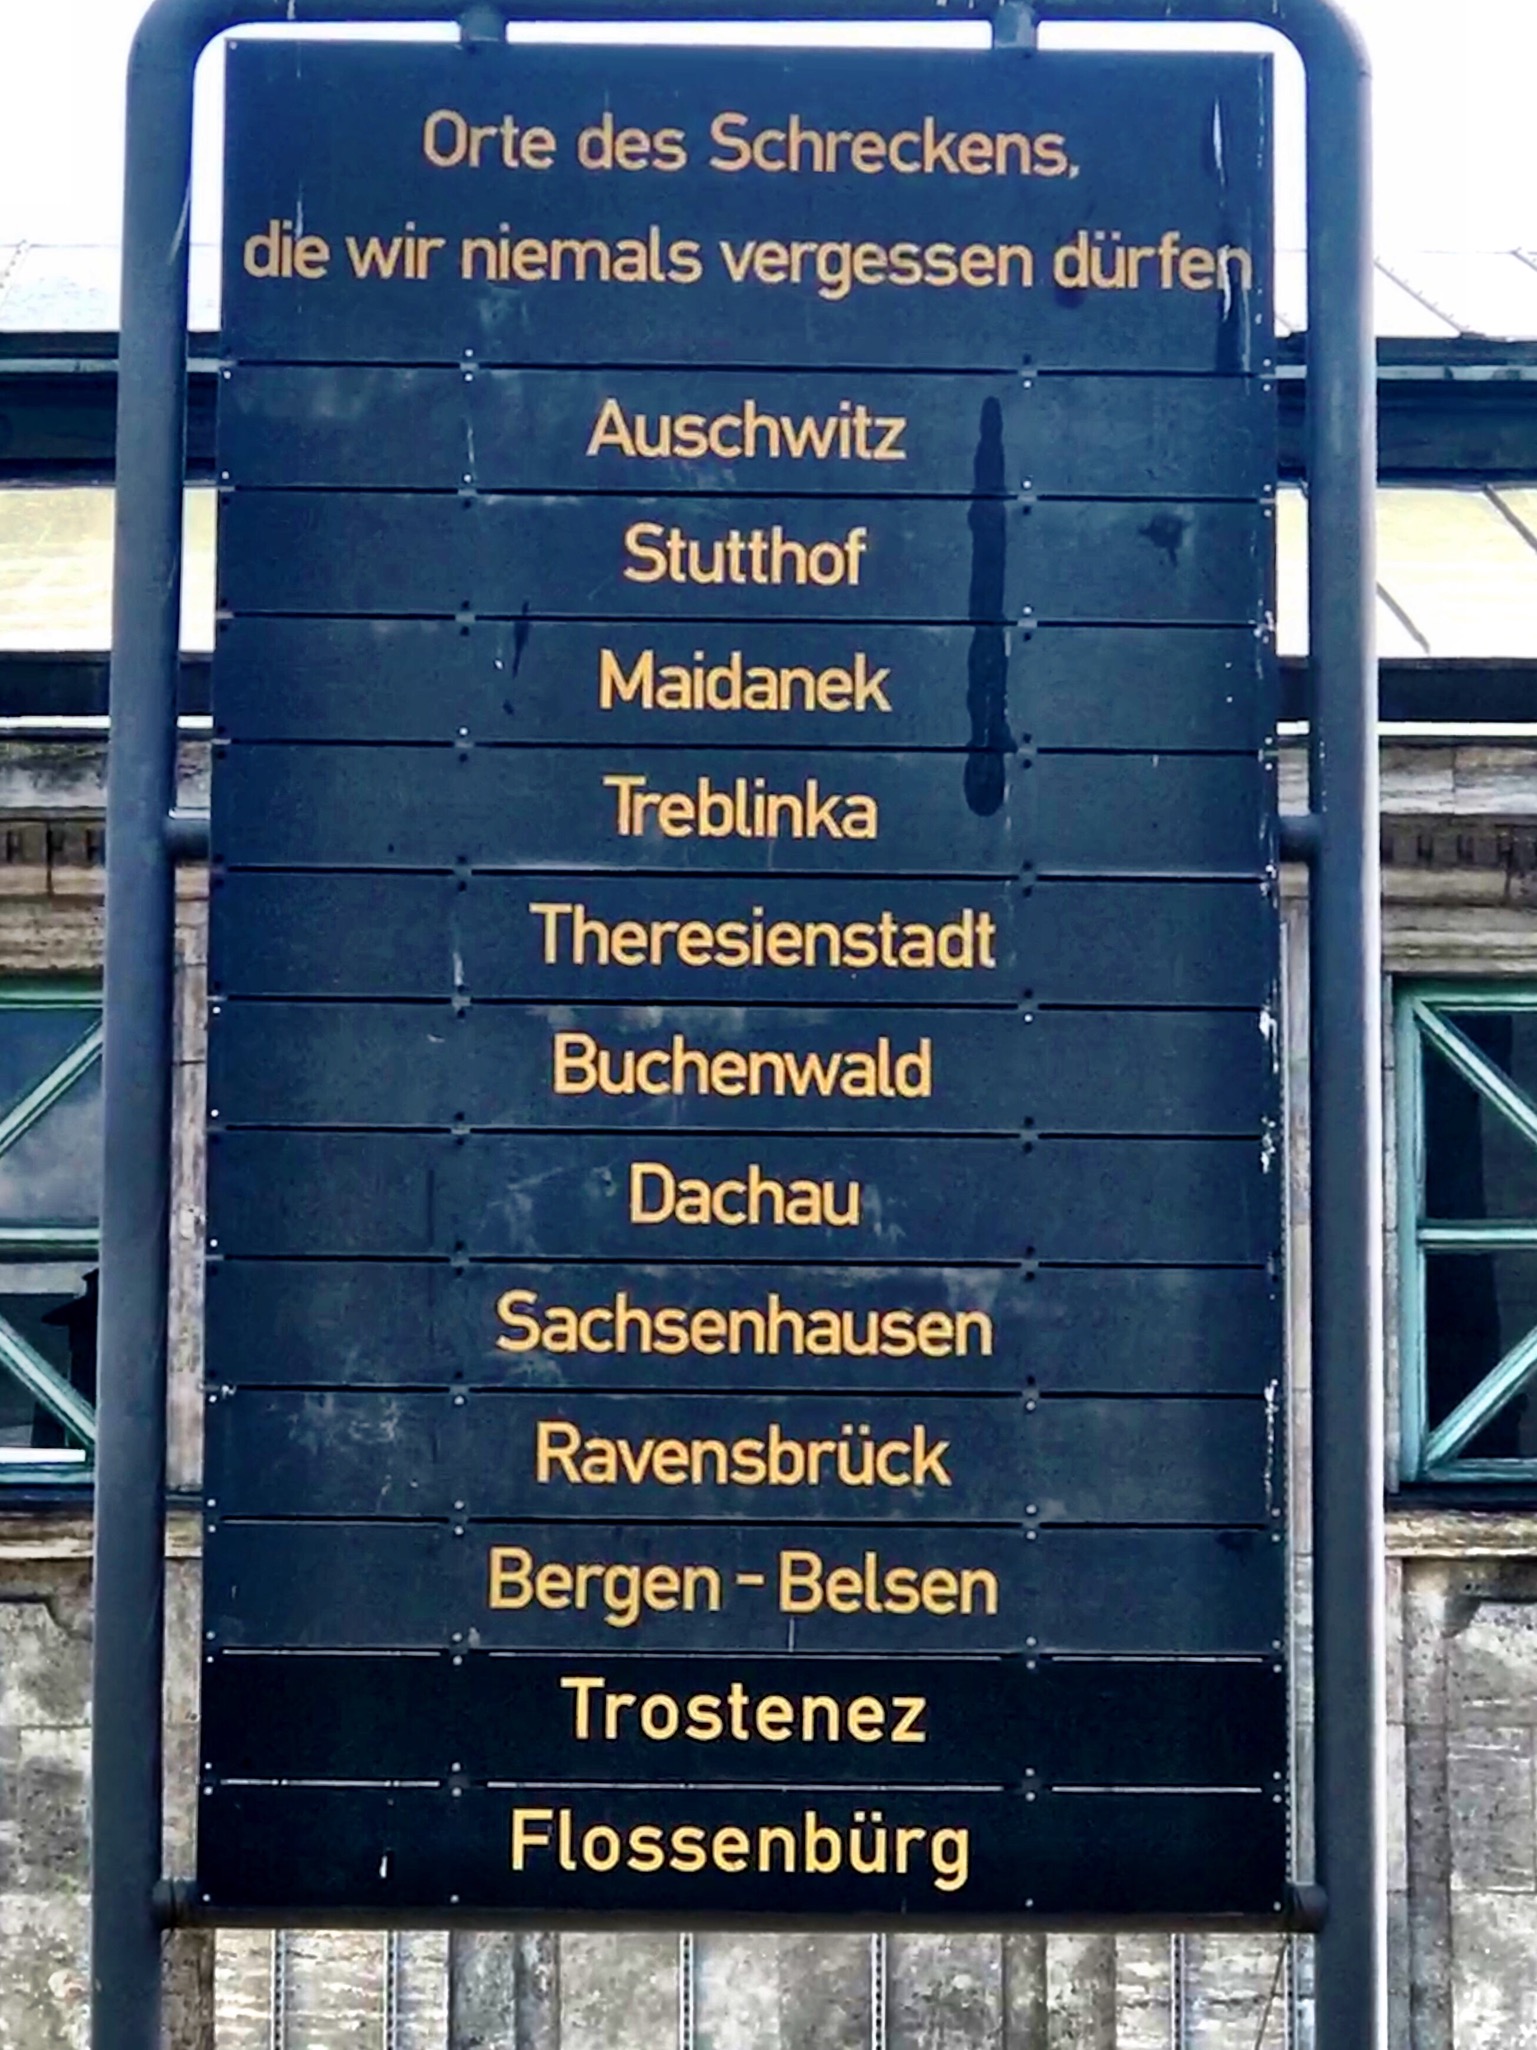 Orte des Schreckens,
die wir niemals vergessen dürfen
Auschwitz
Stutthof
Maidanek
Treblinka
Theresienstadt
Buchenwald
Dachau
Sachsenhausen
Ravensbrück
Bergen-Belsen
Trostenez
Flossenbürg